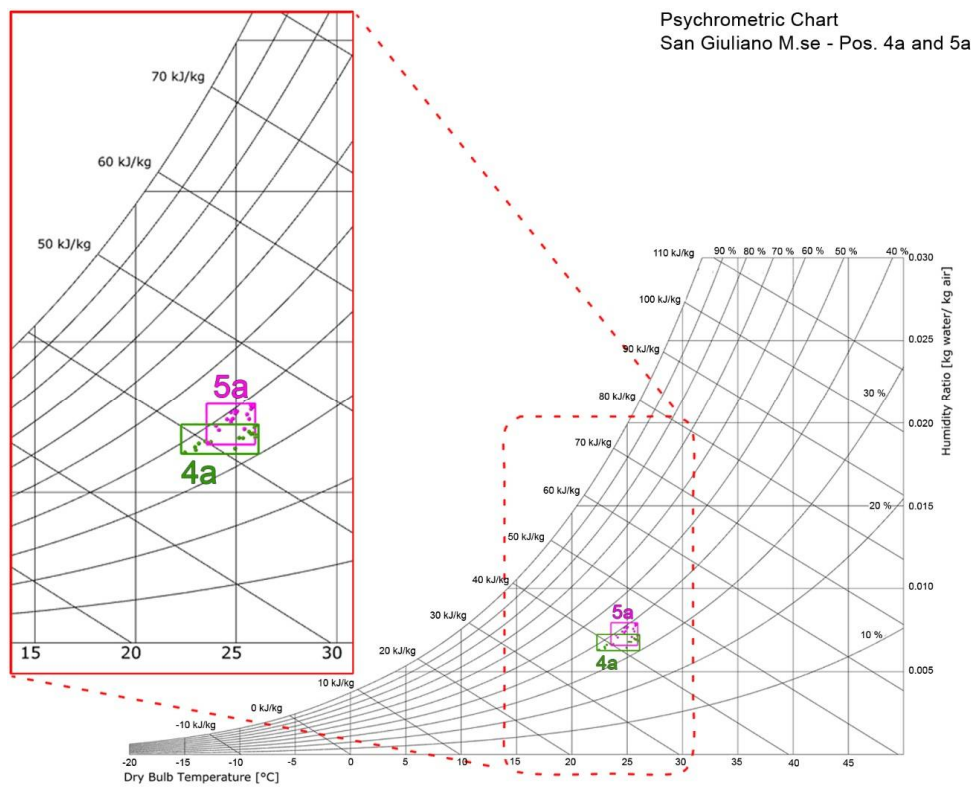 Psychrometric Chart
San Giuliano M.se - Pos. 4a and 5a
70 kJ/kg
60 kJ/kg
50 kJ/kg
5a
4a
15 20 25 30
110 kJ/kg 90 % 80 % 70 % 60 % 50 % 40 % 0.030
100 kJ/kg
90 kJ/kg 0.025
80 kJ/kg 30 %
70 kJ/kg 0.020
60 kJ/kg
50 kJ/kg 20 % 0.015
40 kJ/kg 0.010
30 kJ/kg 5a
20 kJ/kg 4a 10 %
10 kJ/kg 0.005
0 kJ/kg
-10 kJ/kg
-20 -15 -10 -5 0 5 10 15 20 25 30 35 40 45
Dry Bulb Temperature [°C]
Humidity Ratio [kg water/ kg air]